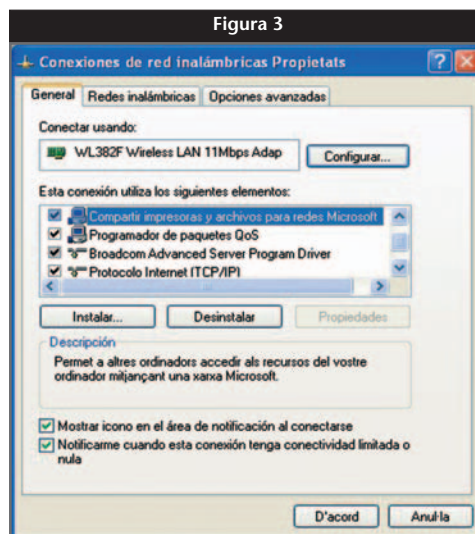 Figura 3
Conexiones de red inalámbricas Propietats
General
Redes inalámbricas
Opciones avanzadas
Conectar usando:
WL382F Wireless LAN 11Mbps Adap
Configurar...
Esta conexión utiliza los siguientes elementos:
Compartir impresoras y archivos para redes Microsoft
Programador de paquetes QoS
Broadcom Advanced Server Program Driver
Protocolo Internet (TCP/IP)
Instalar...
Desinstalar
Propiedades
Descripción
Permet a altres ordinadors accedir als recursos del vostre
ordinador mitjançant una xarxa Microsoft.
Mostrar icono en el área de notificación al conectarse
Notificarme cuando esta conexión tenga conectividad limitada o
nula
D'acord
Anul·la